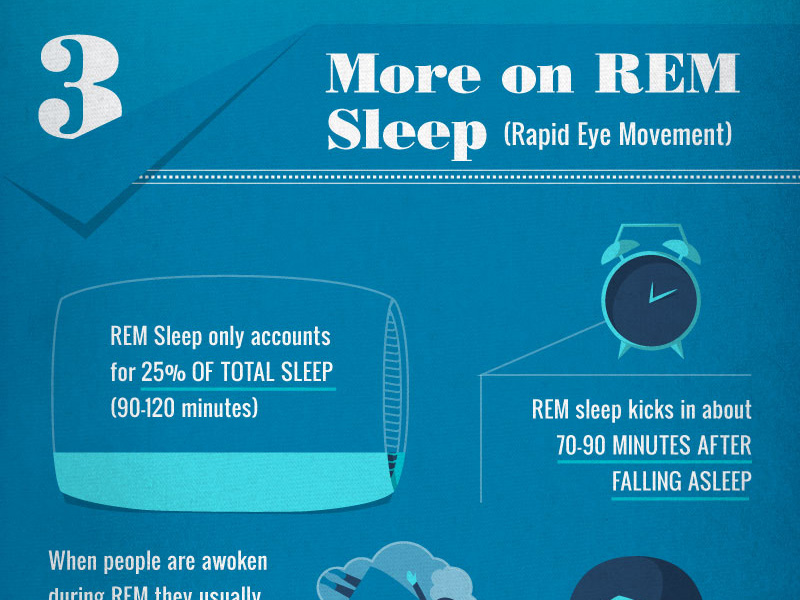 3
More on REM
Sleep (Rapid Eye Movement)
REM Sleep only accounts
for 25% OF TOTAL SLEEP
(90-120 minutes)
REM sleep kicks in about
70-90 MINUTES AFTER
FALLING ASLEEP
When people are awoken
during REM they usually